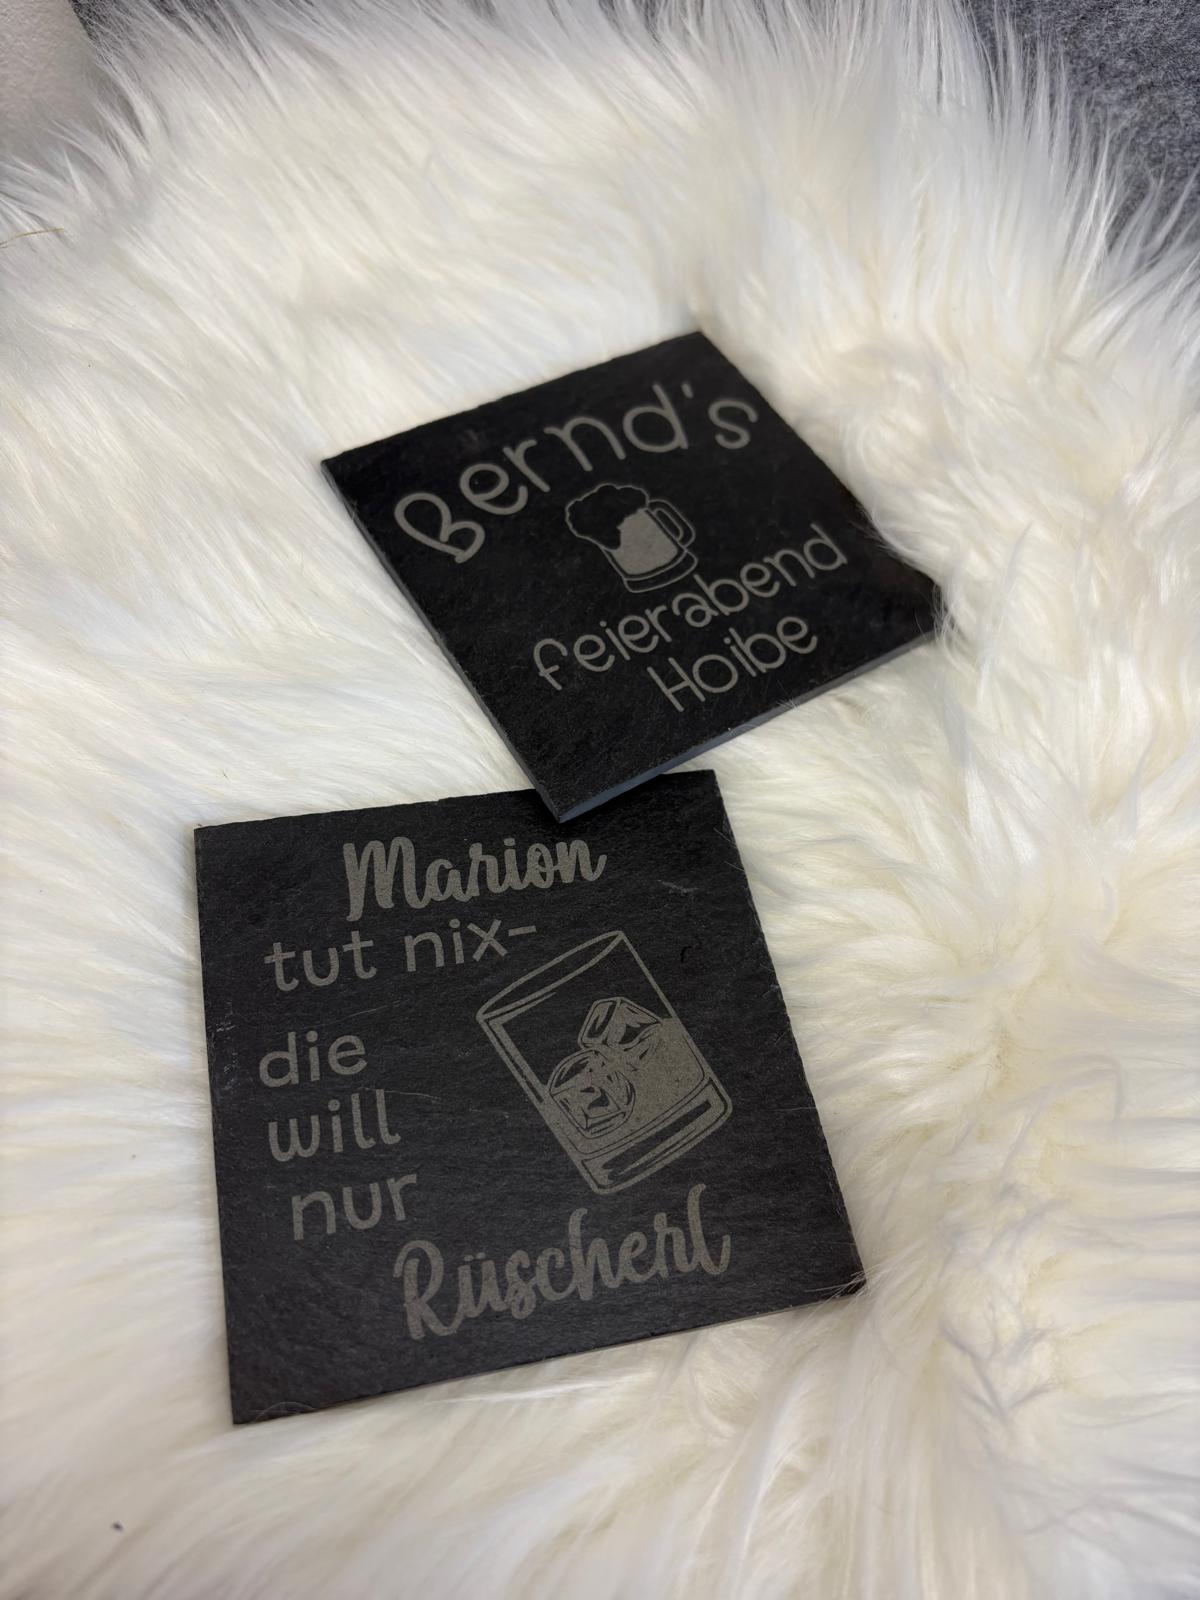 Bernd's
feierabend
Hoibe
Marion
tut nix-
die
will
nur
Rüscherl